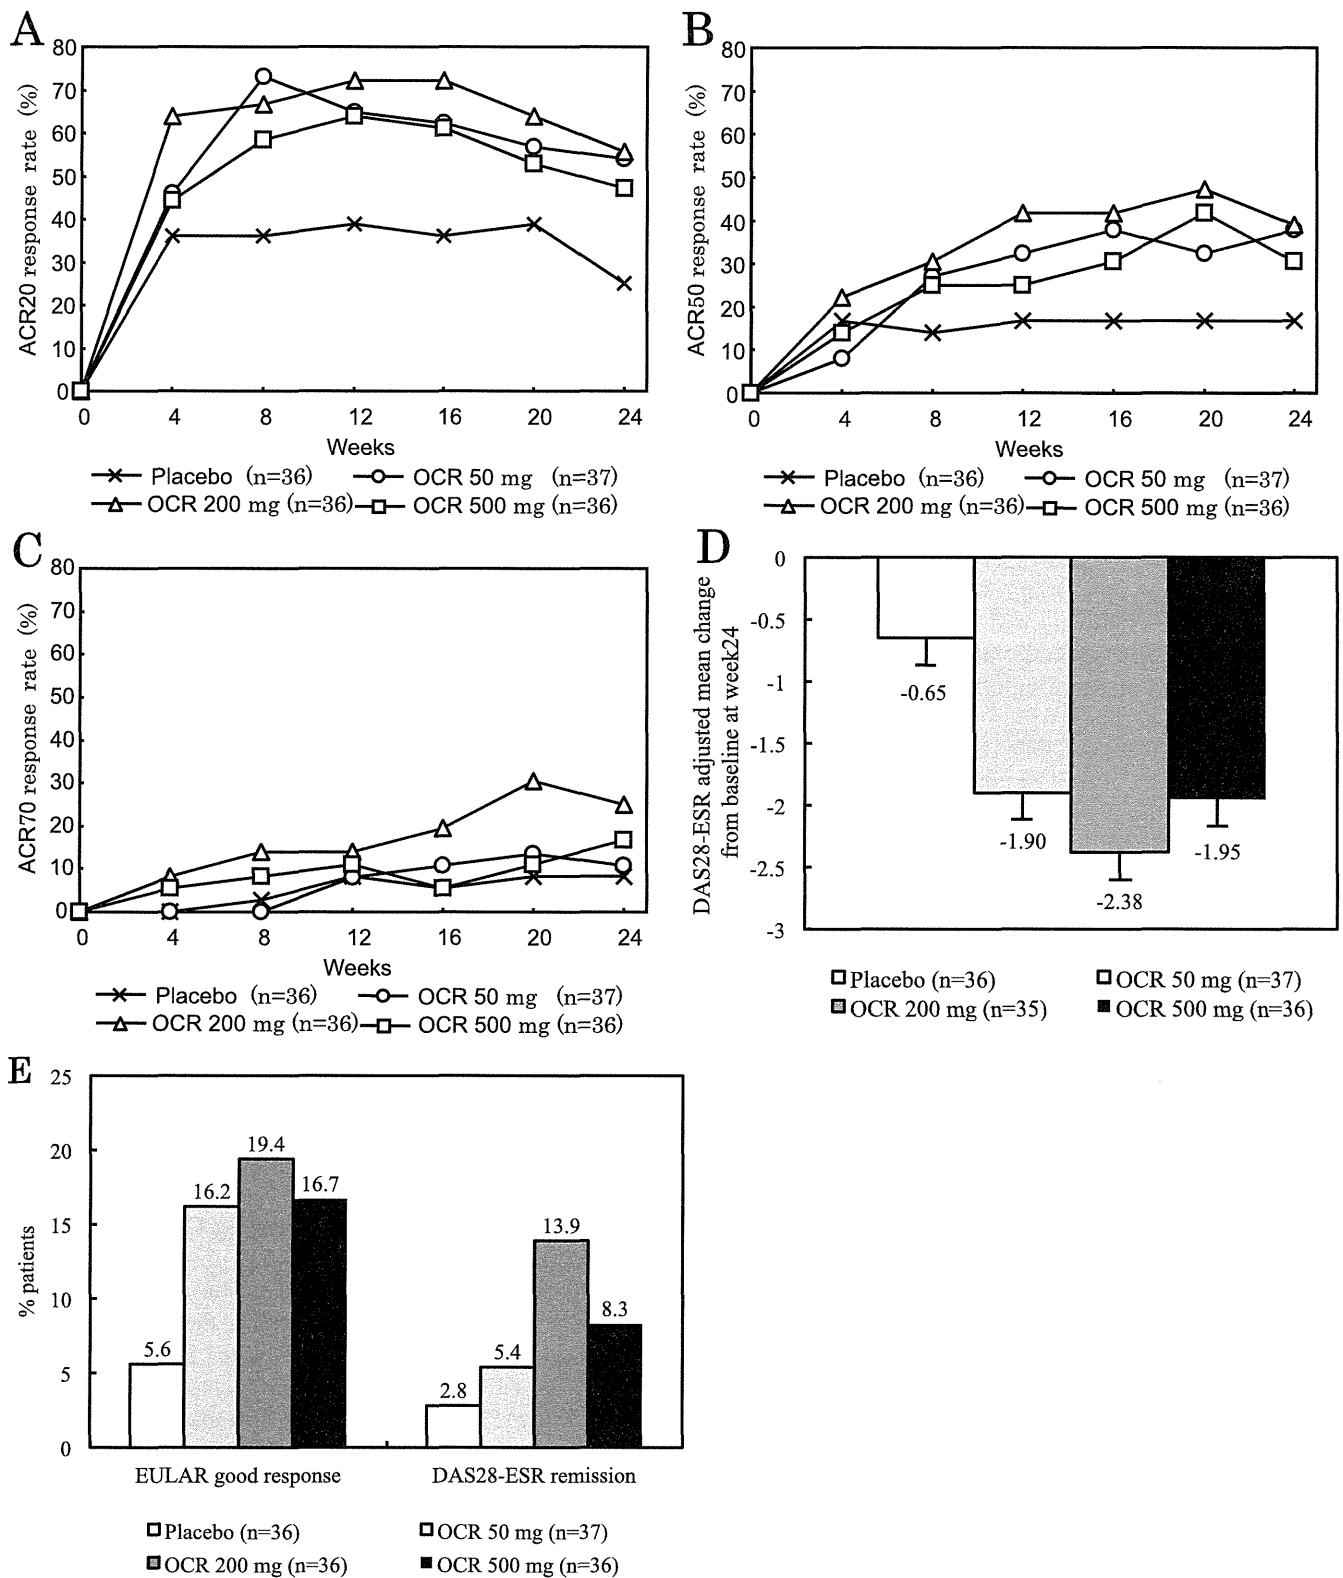 A
80
70
60
50
40
30
20
10
0
ACR20 response rate (%)
0 4 8 12 16 20 24
Weeks
Placebo (n=36) OCR 50 mg (n=37)
OCR 200 mg (n=36) OCR 500 mg (n=36)
B
80
70
60
50
40
30
20
10
0
ACR50 response rate (%)
0 4 8 12 16 20 24
Weeks
Placebo (n=36) OCR 50 mg (n=37)
OCR 200 mg (n=36) OCR 500 mg (n=36)
C
80
70
60
50
40
30
20
10
0
ACR70 response rate (%)
0 4 8 12 16 20 24
Weeks
Placebo (n=36) OCR 50 mg (n=37)
OCR 200 mg (n=36) OCR 500 mg (n=36)
D
0
-0.5
-1
-1.5
-2
-2.5
-3
DAS28-ESR adjusted mean change
from baseline at week24
-0.65
-1.90
-2.38
-1.95
Placebo (n=36) OCR 50 mg (n=37)
OCR 200 mg (n=35) OCR 500 mg (n=36)
E
25
20
15
10
5
0
% patients
5.6
16.2
19.4
16.7
2.8
5.4
13.9
8.3
EULAR good response DAS28-ESR remission
Placebo (n=36) OCR 50 mg (n=37)
OCR 200 mg (n=36) OCR 500 mg (n=36)